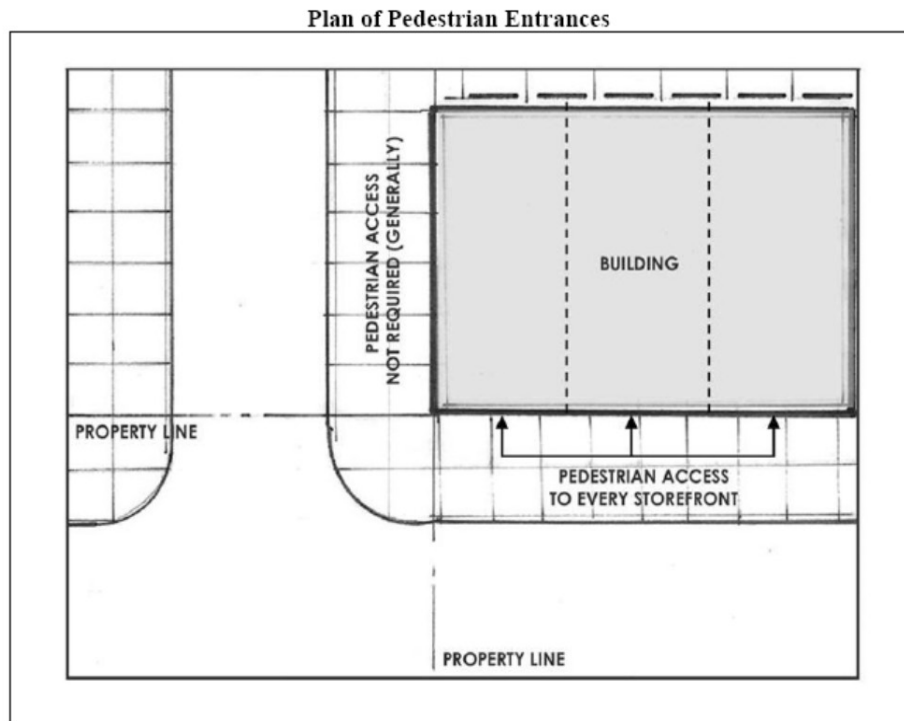 Plan of Pedestrian Entrances
PEDESTRIAN ACCESS
NOT REQUIRED (GENERALLY)
BUILDING
PROPERTY LINE
PEDESTRIAN ACCESS
TO EVERY STOREFRONT
PROPERTY LINE